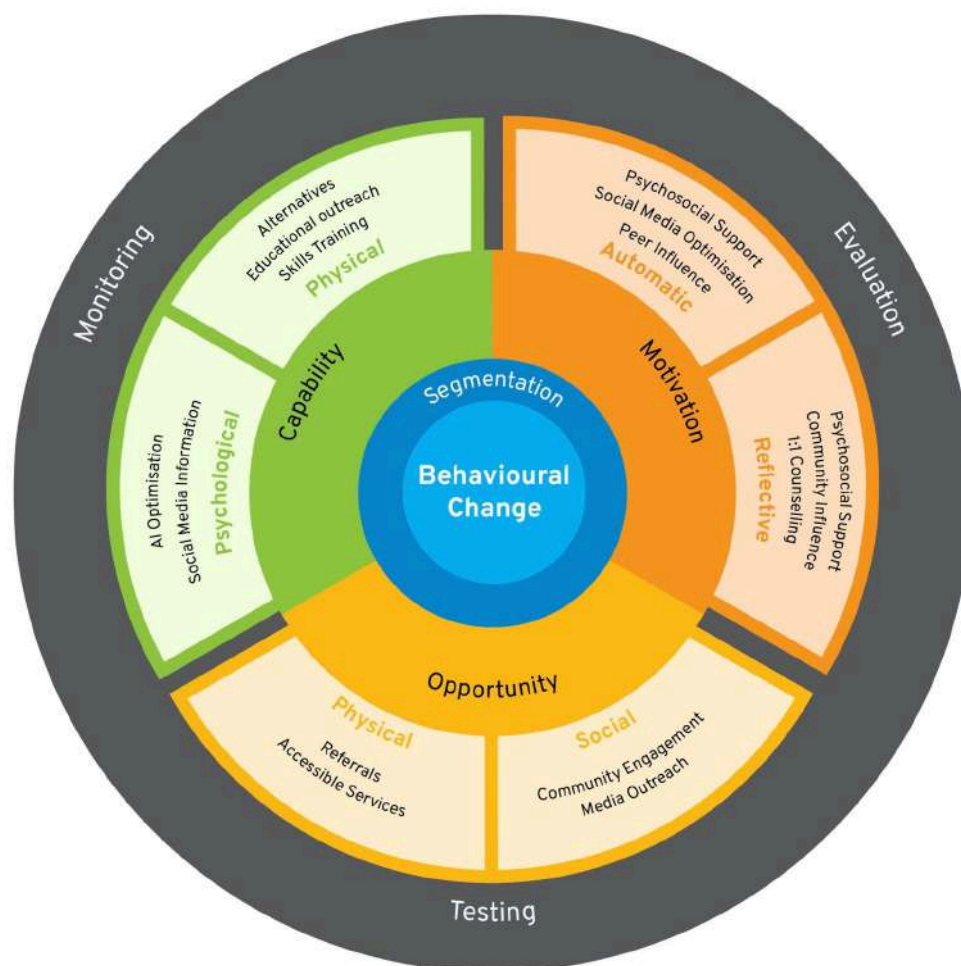 Monitoring
Evaluation
Testing
Alternatives
Educational outreach
Skills Training
Physical
Psychosocial Support
Social Media Optimisation
Peer Influence
Automatic
AI Optimisation
Social Media Information
Psychological
Psychosocial Support
Community Influence
1:1 Counselling
Reflective
Capability
Motivation
Segmentation
Behavioural
Change
Opportunity
Physical
Referrals
Accessible Services
Social
Community Engagement
Media Outreach